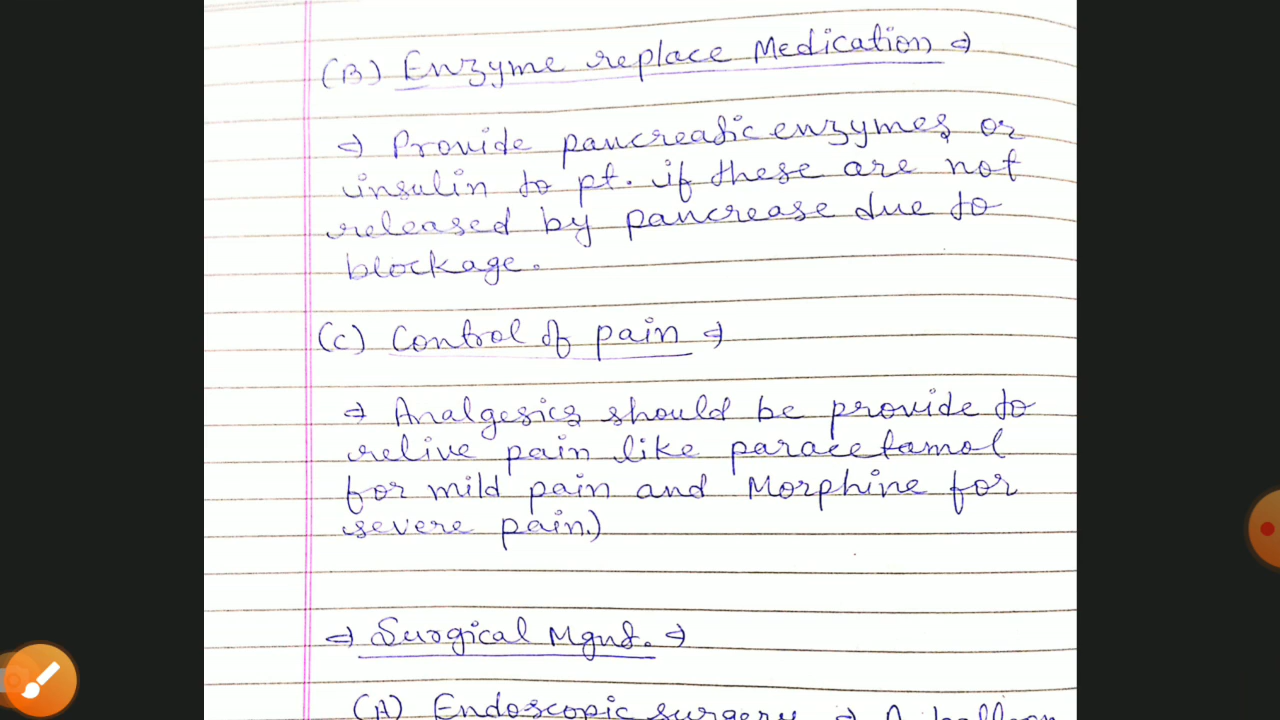 (B) Enzyme replace Medication ⇒
⇒ Provide pancreatic enzymes or
insulin to pt. if these are not
released by pancrease due to
blockage.
(C) Control of pain ⇒
⇒ Analgesics should be provide to
relive pain like paracetamol
for mild pain and Morphine for
severe pain.)
⇒ Surgical Mgnt. ⇒
(A) Endoscopic surgery ⇒ A balloon